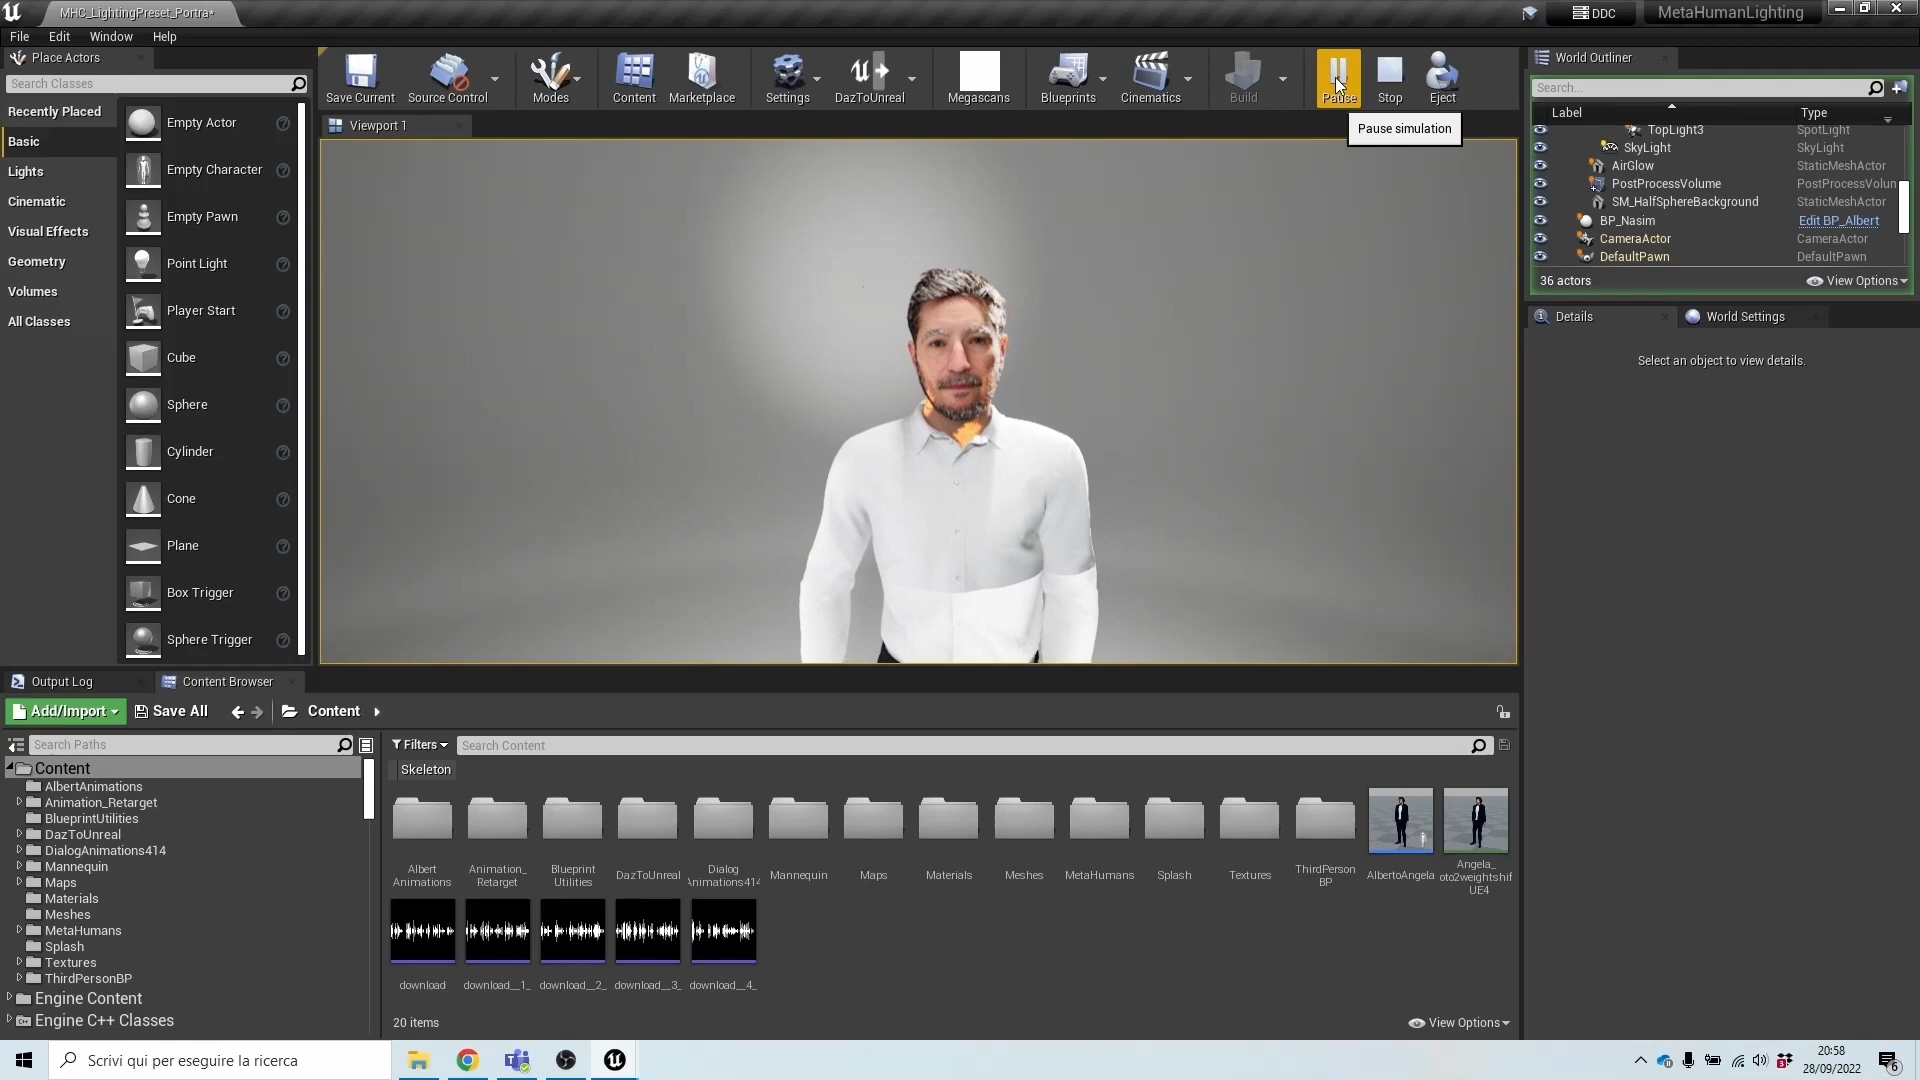 MHC_LightingPreset_Portra*
DDC
MetaHumanLighting
File
Edit
Window
Help
Place Actors
Search Classes
Recently Placed
Basic
Lights
Cinematic
Visual Effects
Geometry
Volumes
All Classes
Empty Actor
Empty Character
Empty Pawn
Point Light
Player Start
Cube
Sphere
Cylinder
Cone
Plane
Box Trigger
Sphere Trigger
Save Current
Source Control
Modes
Content
Marketplace
Settings
DazToUnreal
Megascans
Blueprints
Cinematics
Build
Pause
Stop
Eject
Pause simulation
Viewport 1
World Outliner
Search...
Label
Type
TopLight3
SpotLight
SkyLight
SkyLight
AirGlow
StaticMeshActor
PostProcessVolume
PostProcessVolun
SM_HalfSphereBackground
StaticMeshActor
BP_Nasim
Edit BP_Albert
CameraActor
CameraActor
DefaultPawn
DefaultPawn
36 actors
View Options
Details
World Settings
Select an object to view details.
Output Log
Content Browser
Add/Import
Save All
Content
Search Paths
Content
AlbertAnimations
Animation_Retarget
BlueprintUtilities
DazToUnreal
DialogAnimations414
Mannequin
Maps
Materials
Meshes
MetaHumans
Splash
Textures
ThirdPersonBP
Engine Content
Engine C++ Classes
Filters
Search Content
Skeleton
Albert
Animations
Animation_
Retarget
Blueprint
Utilities
DazToUnreal
Dialog
Animations414
Mannequin
Maps
Materials
Meshes
MetaHumans
Splash
Textures
ThirdPerson
BP
AlbertoAngela
Angela_
oto2weightshif
UE4
download
download__1_
download__2_
download__3_
download__4_
20 items
View Options
Scrivi qui per eseguire la ricerca
20:58
28/09/2022
6